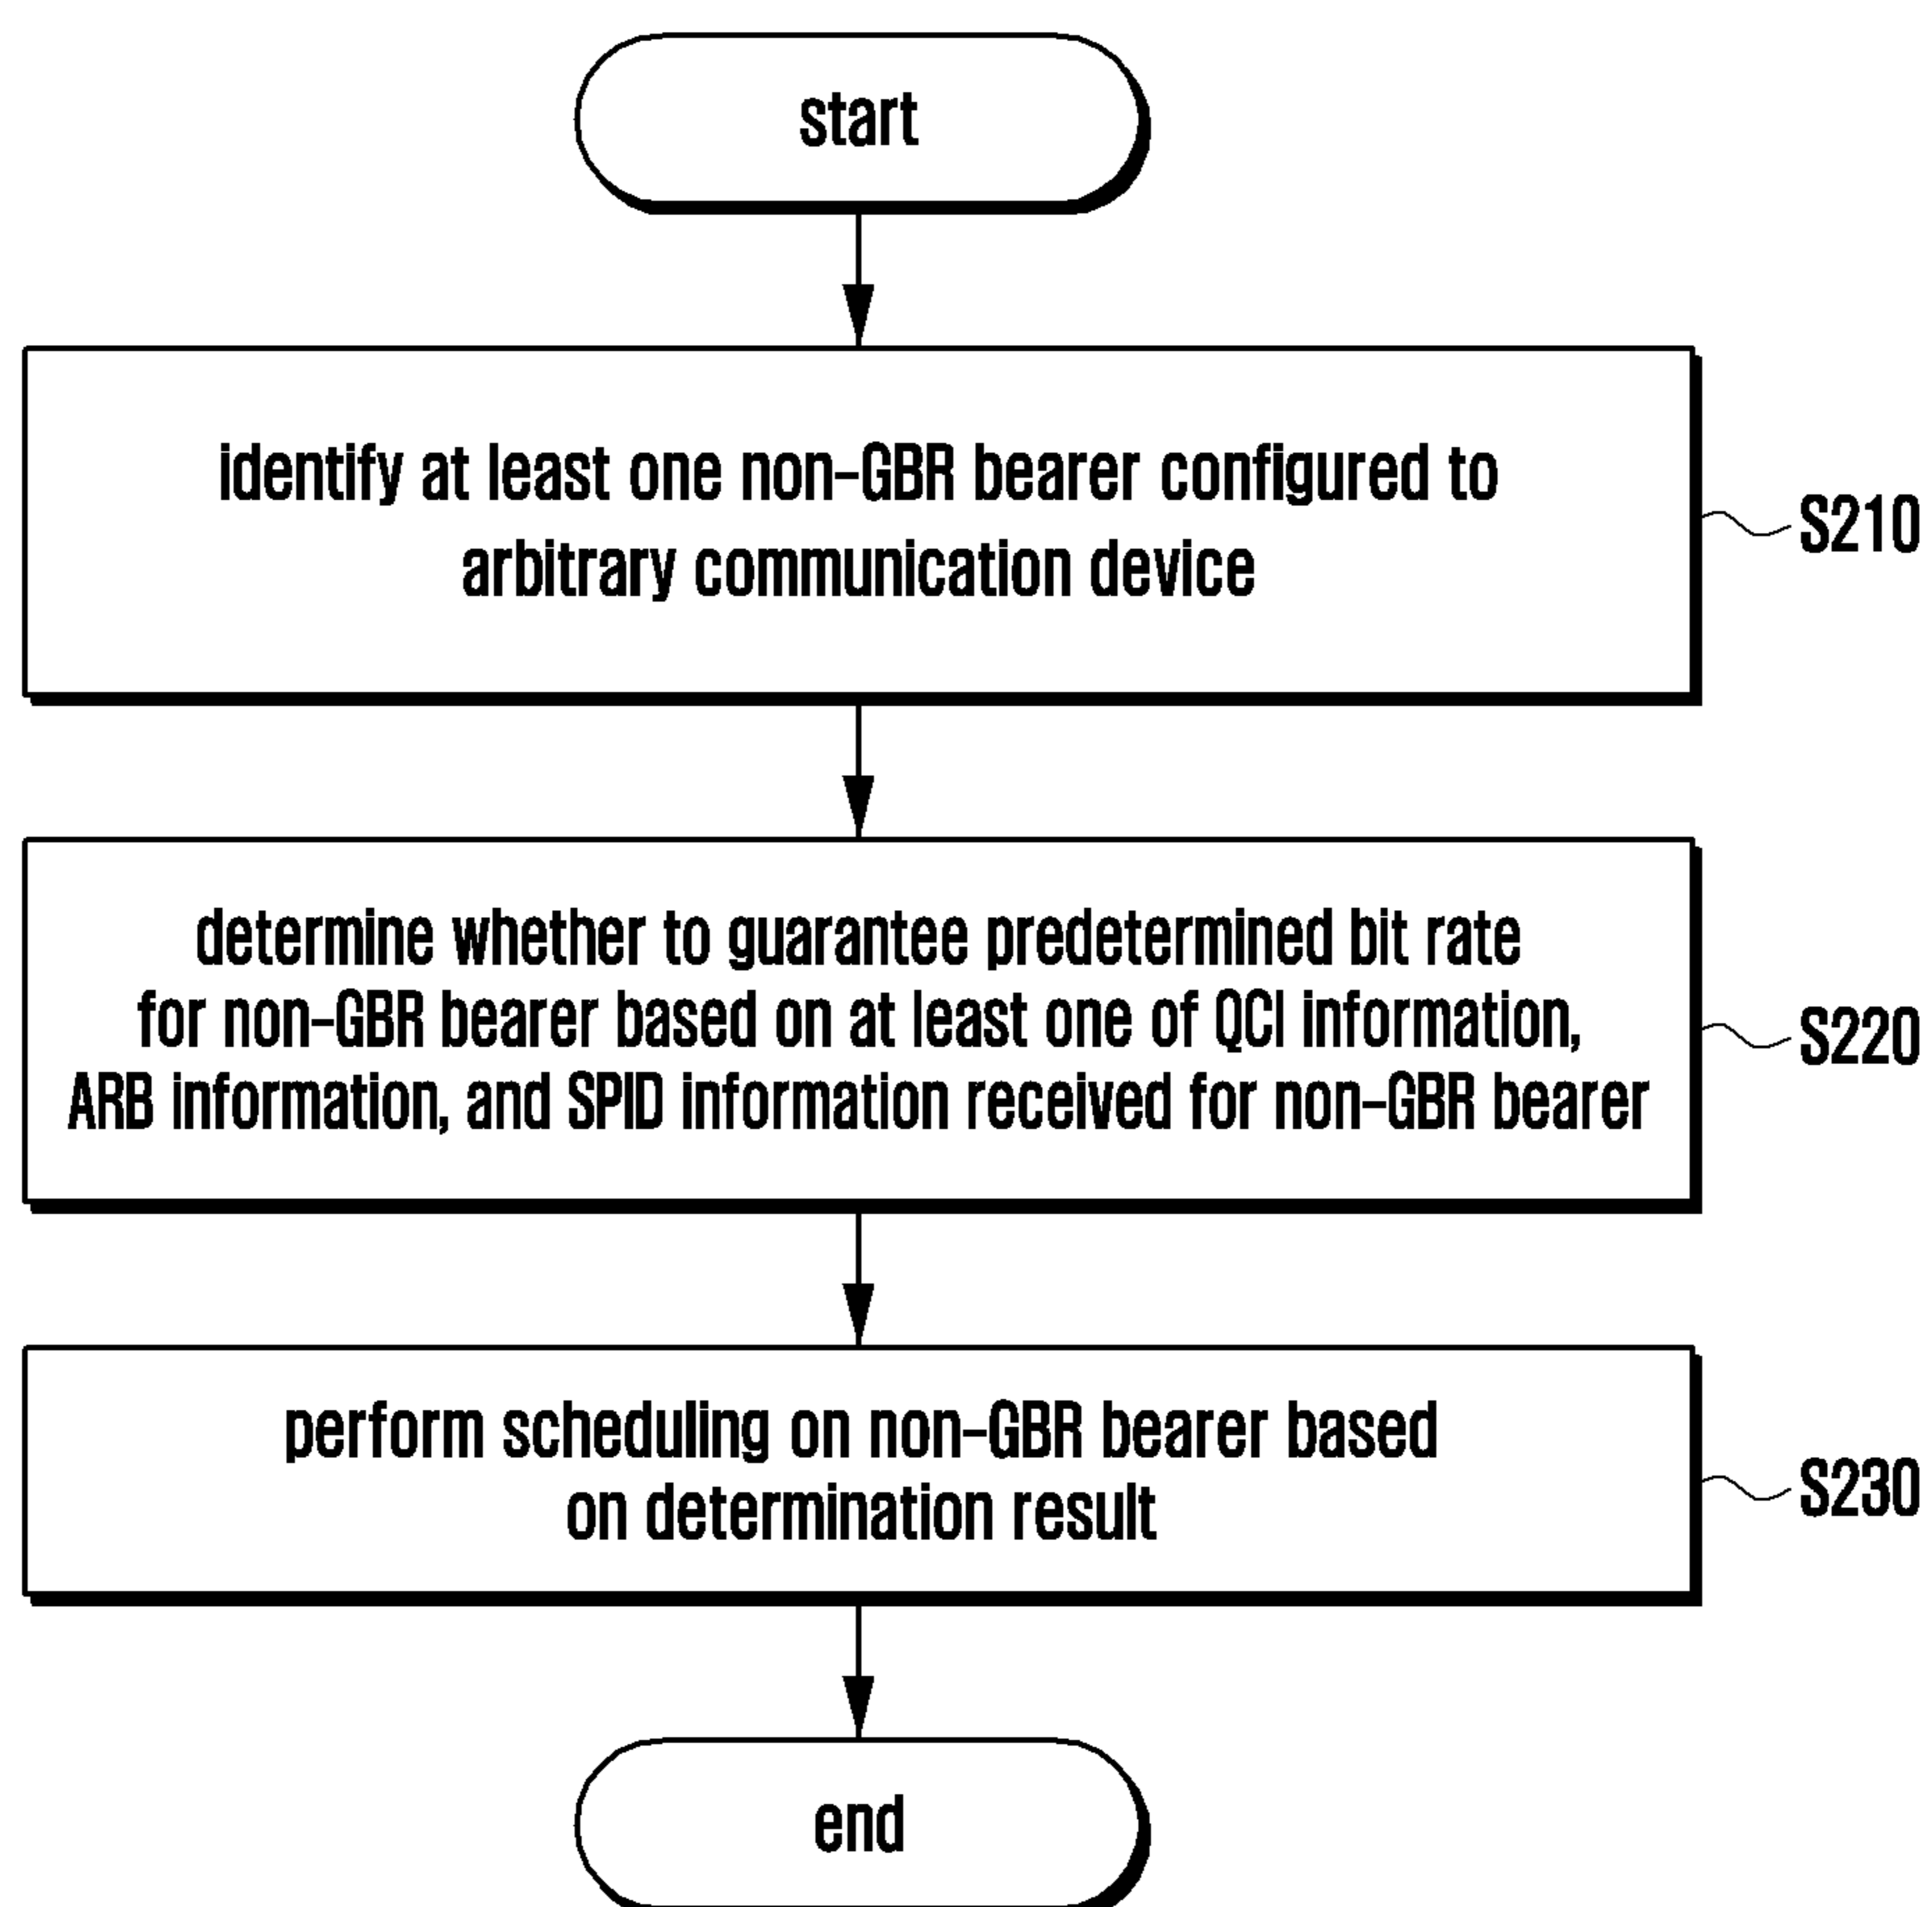 start
identify at least one non-GBR bearer configured to
arbitrary communication device
S210
determine whether to guarantee predetermined bit rate
for non-GBR bearer based on at least one of QCI information,
ARB information, and SPID information received for non-GBR bearer
S220
perform scheduling on non-GBR bearer based
on determination result
S230
end